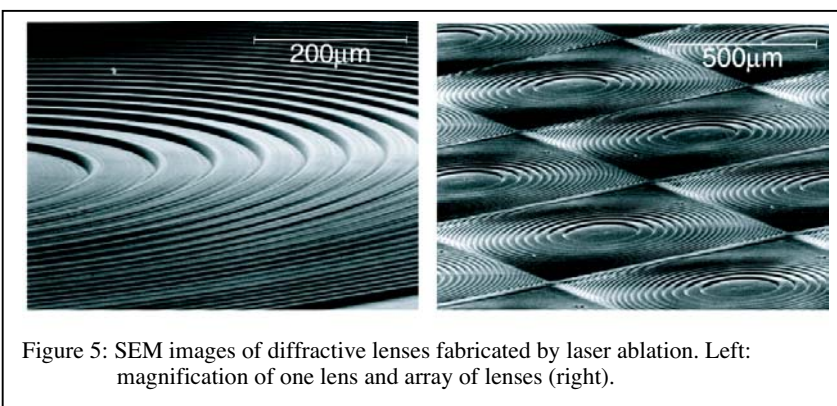 200μm
500μm
Figure 5: SEM images of diffractive lenses fabricated by laser ablation. Left:
magnification of one lens and array of lenses (right).